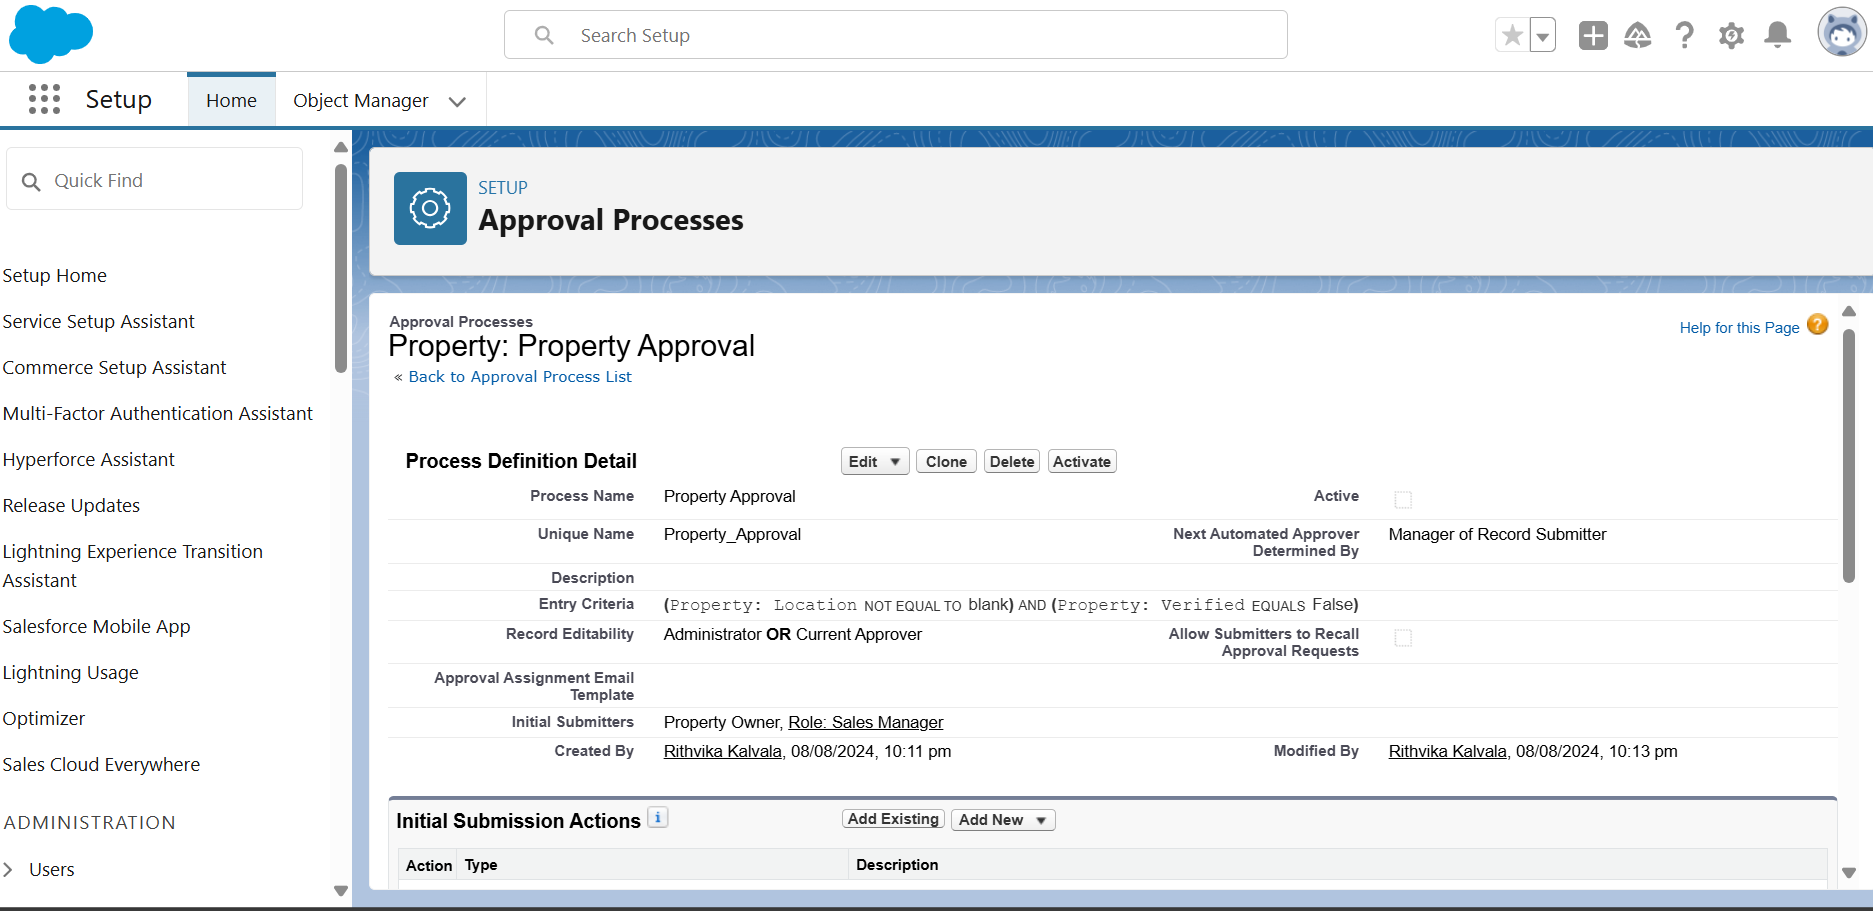 Search Setup
Setup
Home
Object Manager
Quick Find
Setup Home
Service Setup Assistant
Commerce Setup Assistant
Multi-Factor Authentication Assistant
Hyperforce Assistant
Release Updates
Lightning Experience Transition
Assistant
Salesforce Mobile App
Lightning Usage
Optimizer
Sales Cloud Everywhere
ADMINISTRATION
Users
SETUP
Approval Processes
Approval Processes
Property: Property Approval
« Back to Approval Process List
Help for this Page ?
Process Definition Detail
Edit Clone Delete Activate
Process Name Property Approval Active
Unique Name Property_Approval Next Automated Approver
Determined By Manager of Record Submitter
Description
Entry Criteria (Property: Location NOT EQUAL TO blank) AND (Property: Verified EQUALS False)
Record Editability Administrator OR Current Approver Allow Submitters to Recall
Approval Requests
Approval Assignment Email
Template
Initial Submitters Property Owner, Role: Sales Manager
Created By Rithvika Kalvala, 08/08/2024, 10:11 pm Modified By Rithvika Kalvala, 08/08/2024, 10:13 pm
Initial Submission Actions i Add Existing Add New
Action Type Description